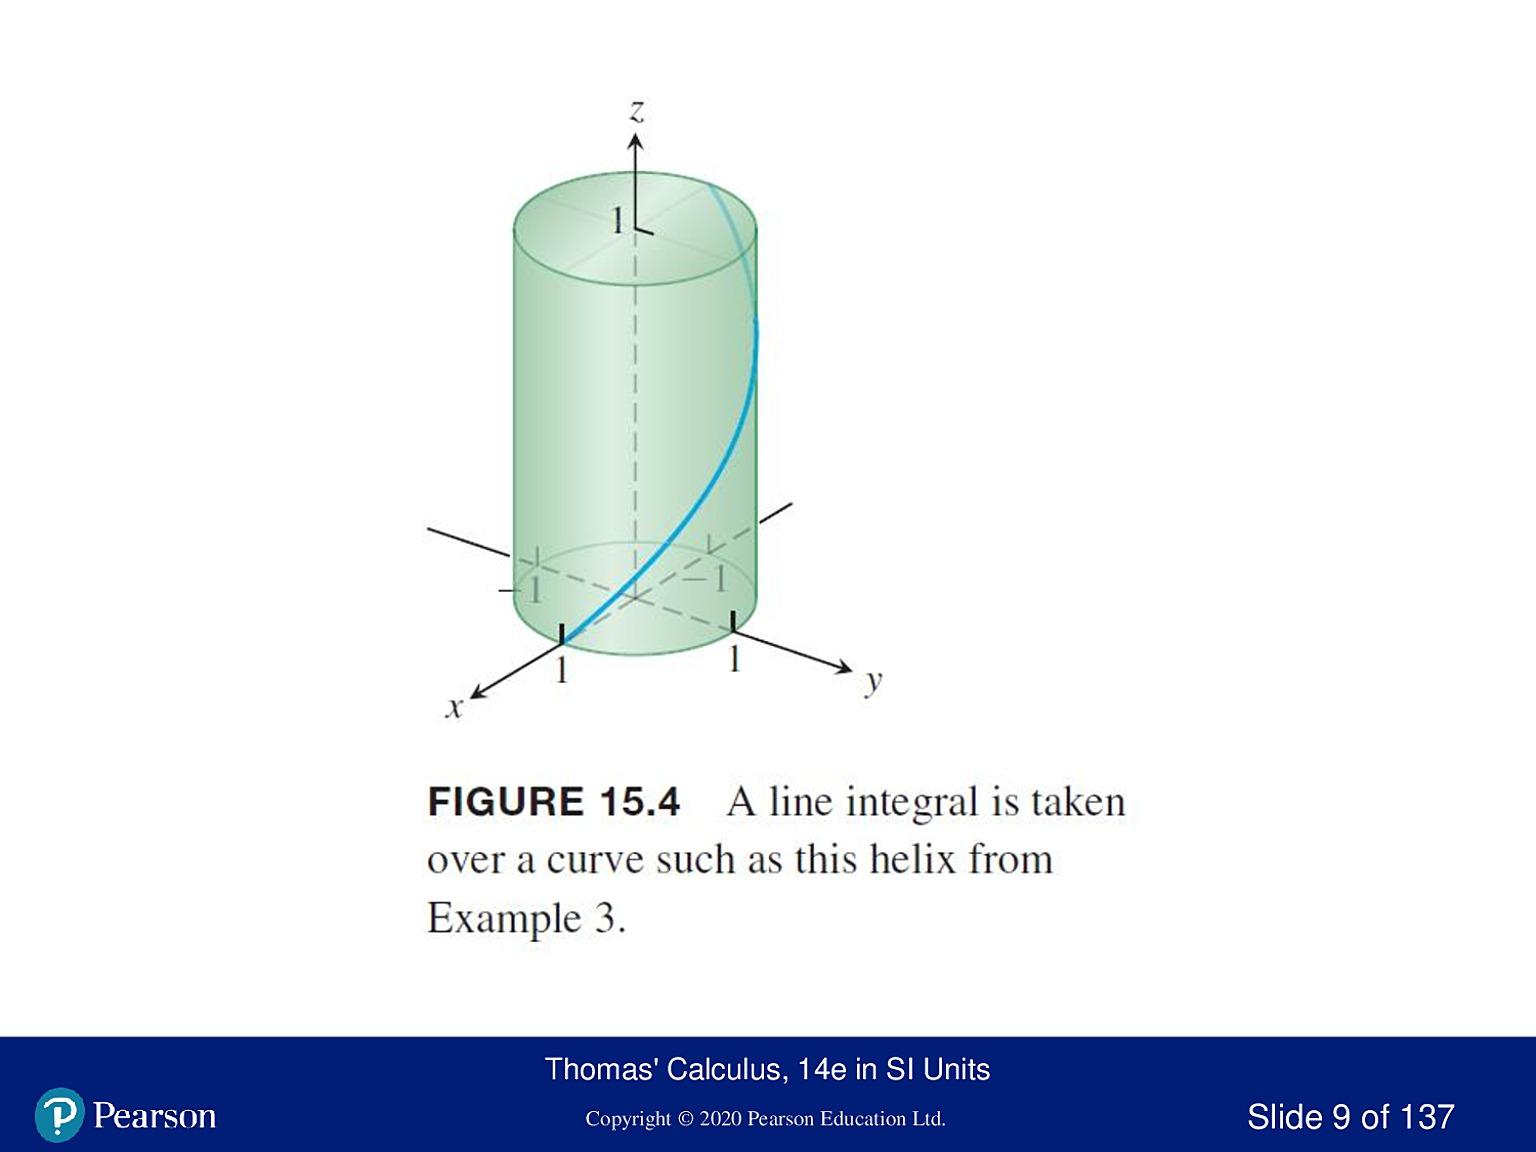 z
1
−1
−1
1
1
y
x
FIGURE 15.4 A line integral is taken
over a curve such as this helix from
Example 3.
Thomas' Calculus, 14e in SI Units
Pearson
Copyright © 2020 Pearson Education Ltd.
Slide 9 of 137